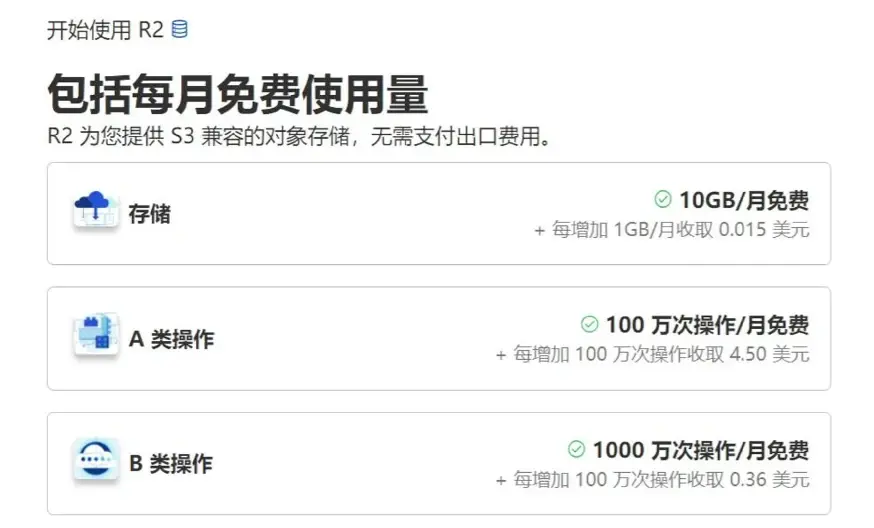 开始使用 R2
包括每月免费使用量
R2 为您提供 S3 兼容的对象存储，无需支付出口费用。
存储
10GB/月免费
+ 每增加 1GB/月收取 0.015 美元
A 类操作
100 万次操作/月免费
+ 每增加 100 万次操作收取 4.50 美元
B 类操作
1000 万次操作/月免费
+ 每增加 100 万次操作收取 0.36 美元